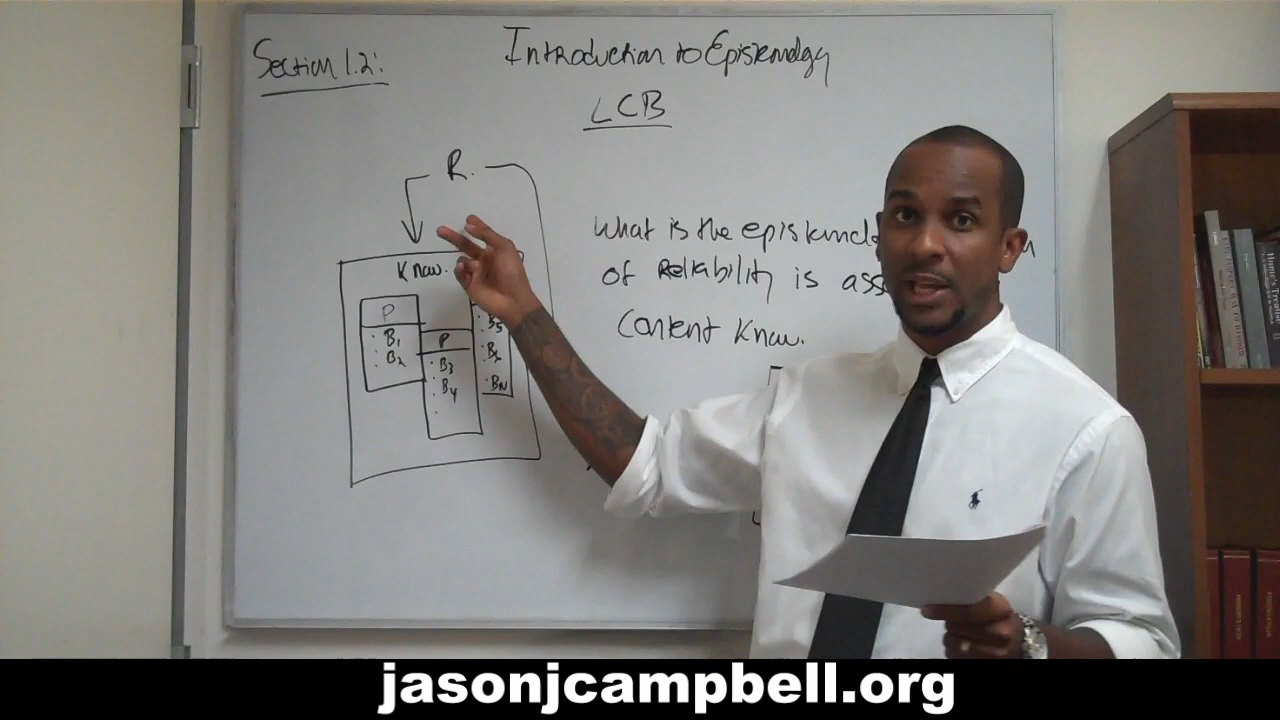 Section 1.2:
Introduction to Epistemology
LCB
R.
Know.
P
B1
B2
P
B3
B4
B5
BN
What is the epistemolo
of Reliability is ass
Content Know.
jasonjcampbell.org